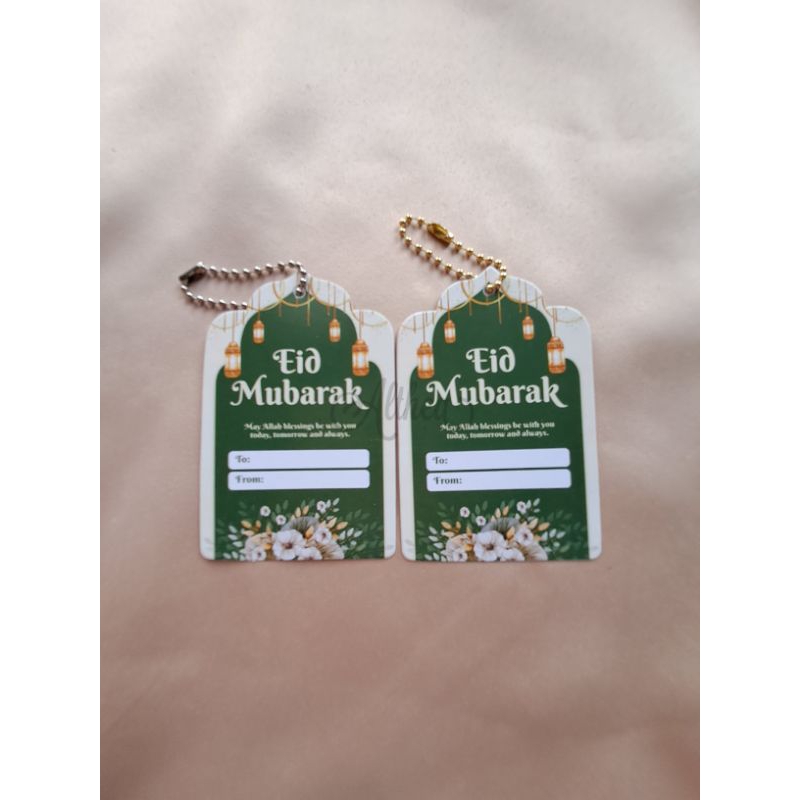 Eid
Mubarak
May Allah blessings be with you
today, tomorrow and always.
To:
From:
Eid
Mubarak
May Allah blessings be with you
today, tomorrow and always.
To:
From: